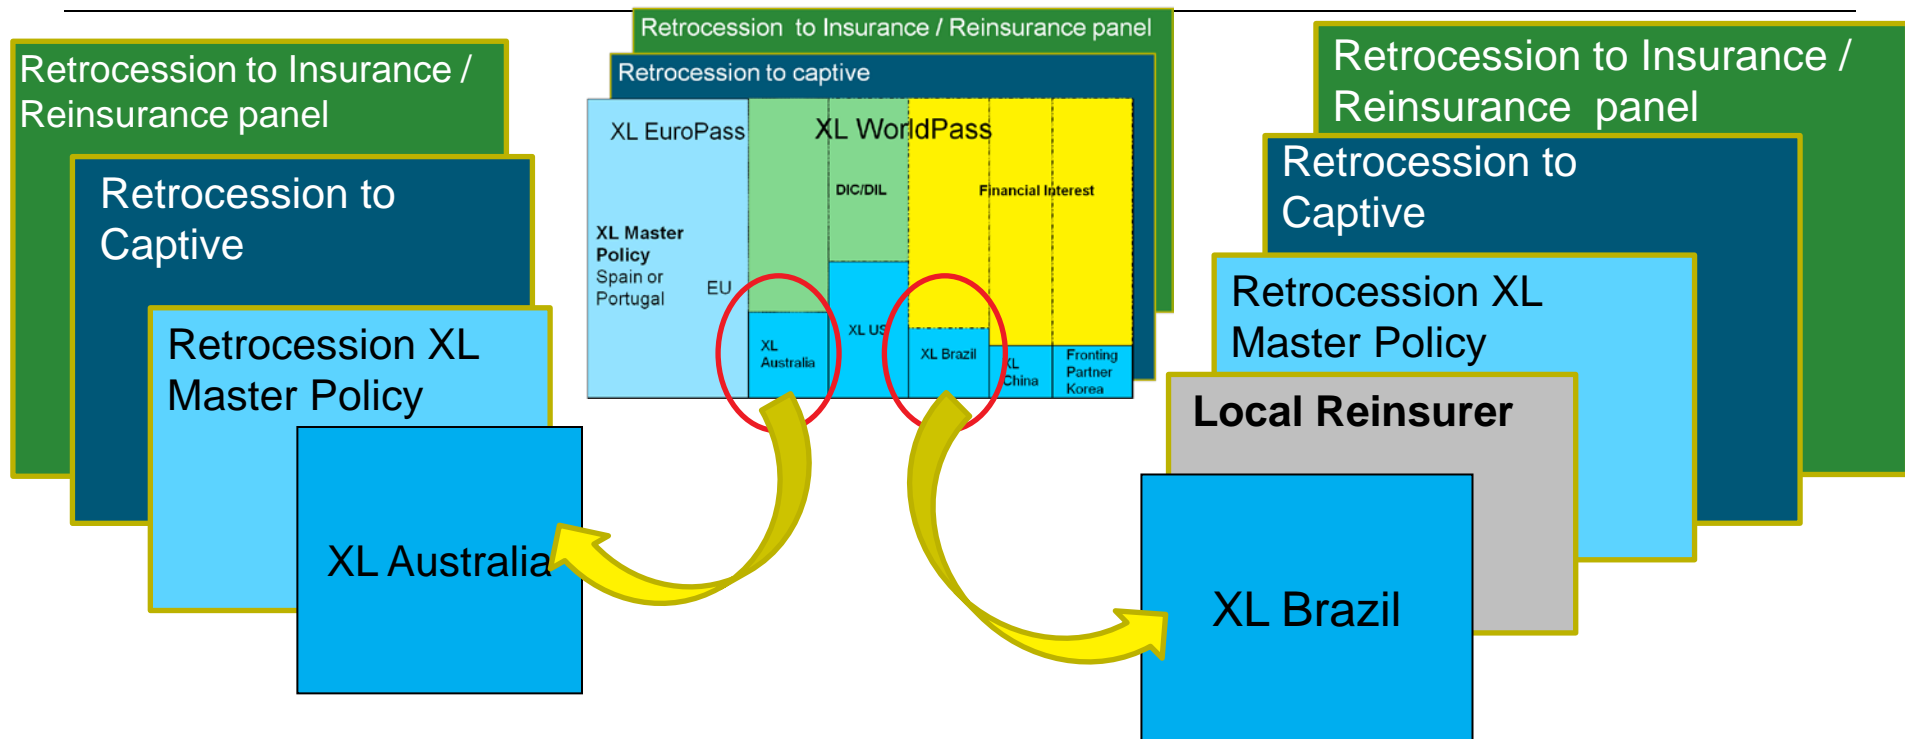 Retrocession to Insurance /
Reinsurance panel
Retrocession to
Captive
Retrocession XL
Master Policy
XL Australia
Retrocession to Insurance / Reinsurance panel
Retrocession to captive
XL EuroPass
XL WorldPass
DIC/DIL
Financial Interest
XL Master
Policy
Spain or
Portugal
EU
XL
Australia
XL US
XL Brazil
XL
China
Fronting
Partner
Korea
Retrocession to Insurance /
Reinsurance panel
Retrocession to
Captive
Retrocession XL
Master Policy
Local Reinsurer
XL Brazil